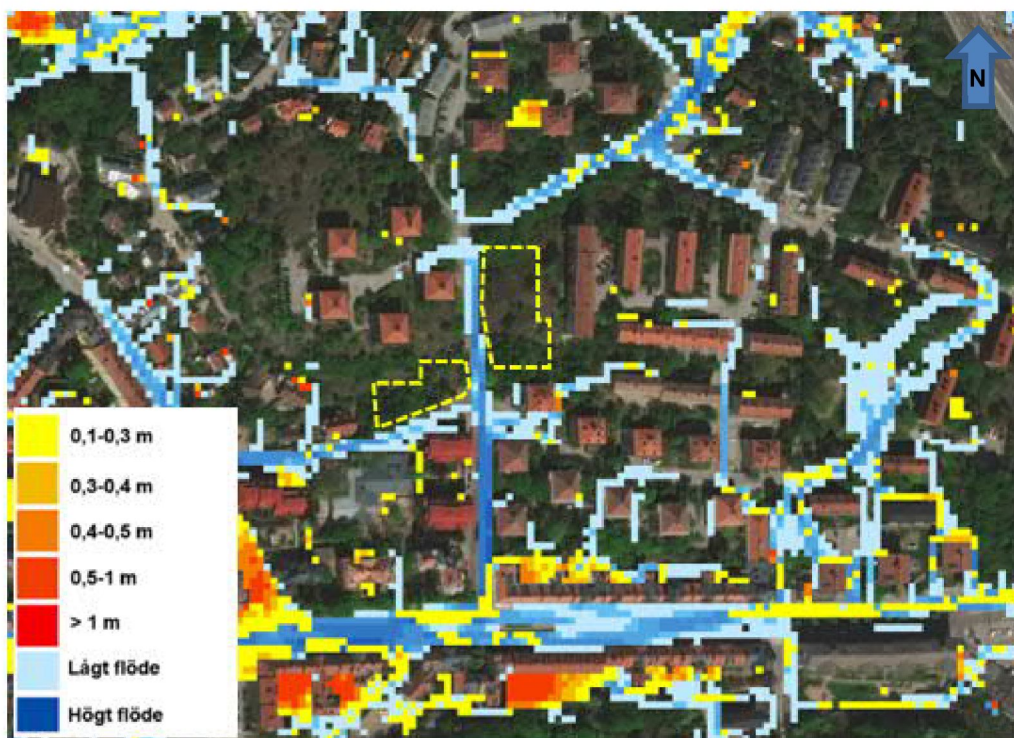 N
0,1-0,3 m
0,3-0,4 m
0,4-0,5 m
0,5-1 m
> 1 m
Lågt flöde
Högt flöde